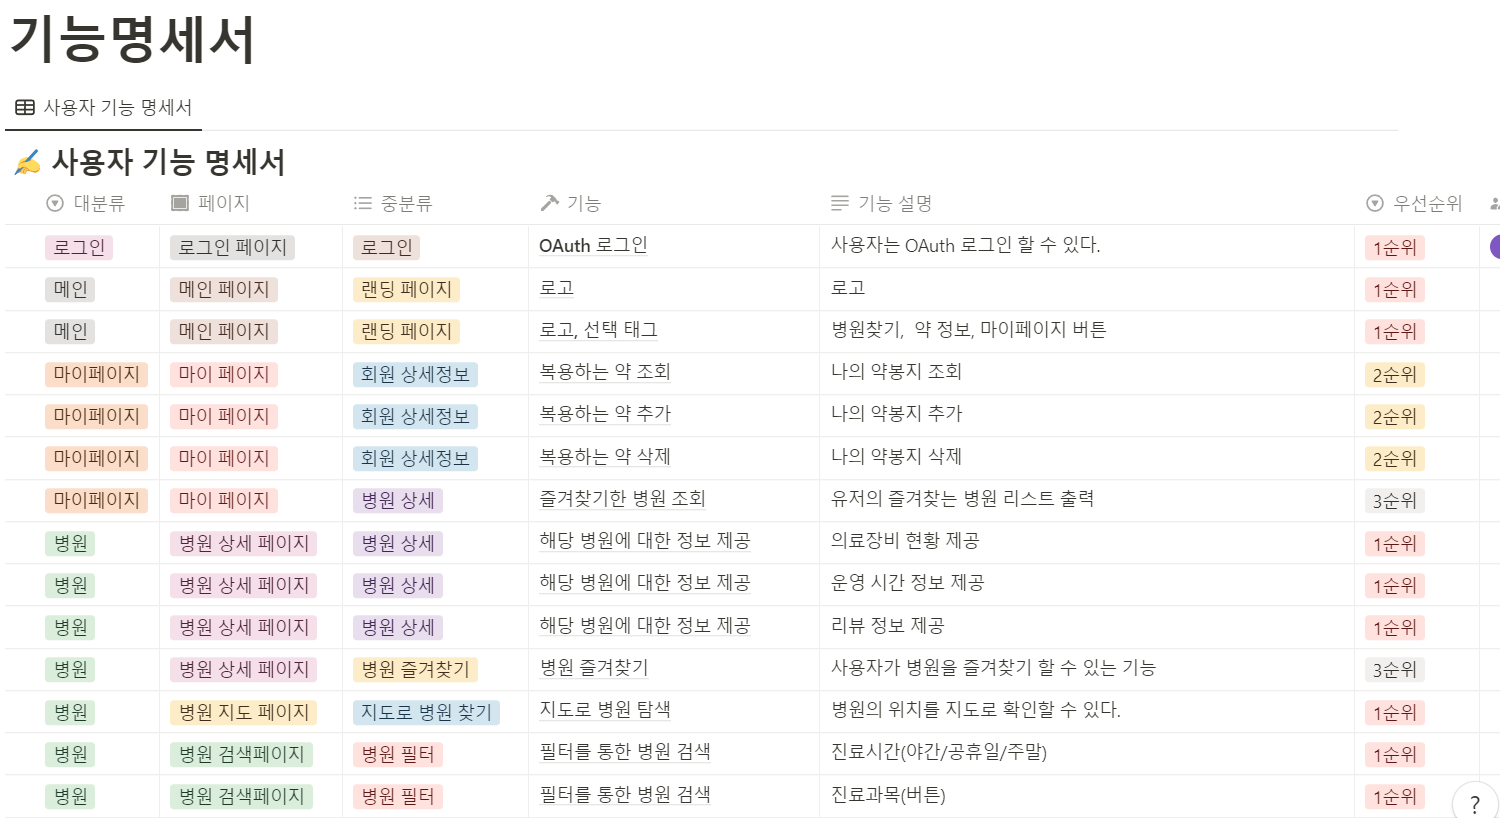 기능명세서
사용자 기능 명세서
✍️ 사용자 기능 명세서
대분류 페이지 중분류 기능 기능 설명 우선순위
로그인 로그인 페이지 로그인 OAuth 로그인 사용자는 OAuth 로그인 할 수 있다. 1순위
메인 메인 페이지 랜딩 페이지 로고 로고 1순위
메인 메인 페이지 랜딩 페이지 로고, 선택 태그 병원찾기, 약 정보, 마이페이지 버튼 1순위
마이페이지 마이 페이지 회원 상세정보 복용하는 약 조회 나의 약봉지 조회 2순위
마이페이지 마이 페이지 회원 상세정보 복용하는 약 추가 나의 약봉지 추가 2순위
마이페이지 마이 페이지 회원 상세정보 복용하는 약 삭제 나의 약봉지 삭제 2순위
마이페이지 마이 페이지 병원 상세 즐겨찾기한 병원 조회 유저의 즐겨찾는 병원 리스트 출력 3순위
병원 병원 상세 페이지 병원 상세 해당 병원에 대한 정보 제공 의료장비 현황 제공 1순위
병원 병원 상세 페이지 병원 상세 해당 병원에 대한 정보 제공 운영 시간 정보 제공 1순위
병원 병원 상세 페이지 병원 상세 해당 병원에 대한 정보 제공 리뷰 정보 제공 1순위
병원 병원 상세 페이지 병원 즐겨찾기 병원 즐겨찾기 사용자가 병원을 즐겨찾기 할 수 있는 기능 3순위
병원 병원 지도 페이지 지도로 병원 찾기 지도로 병원 탐색 병원의 위치를 지도로 확인할 수 있다. 1순위
병원 병원 검색페이지 병원 필터 필터를 통한 병원 검색 진료시간(야간/공휴일/주말) 1순위
병원 병원 검색페이지 병원 필터 필터를 통한 병원 검색 진료과목(버튼) 1순위
?